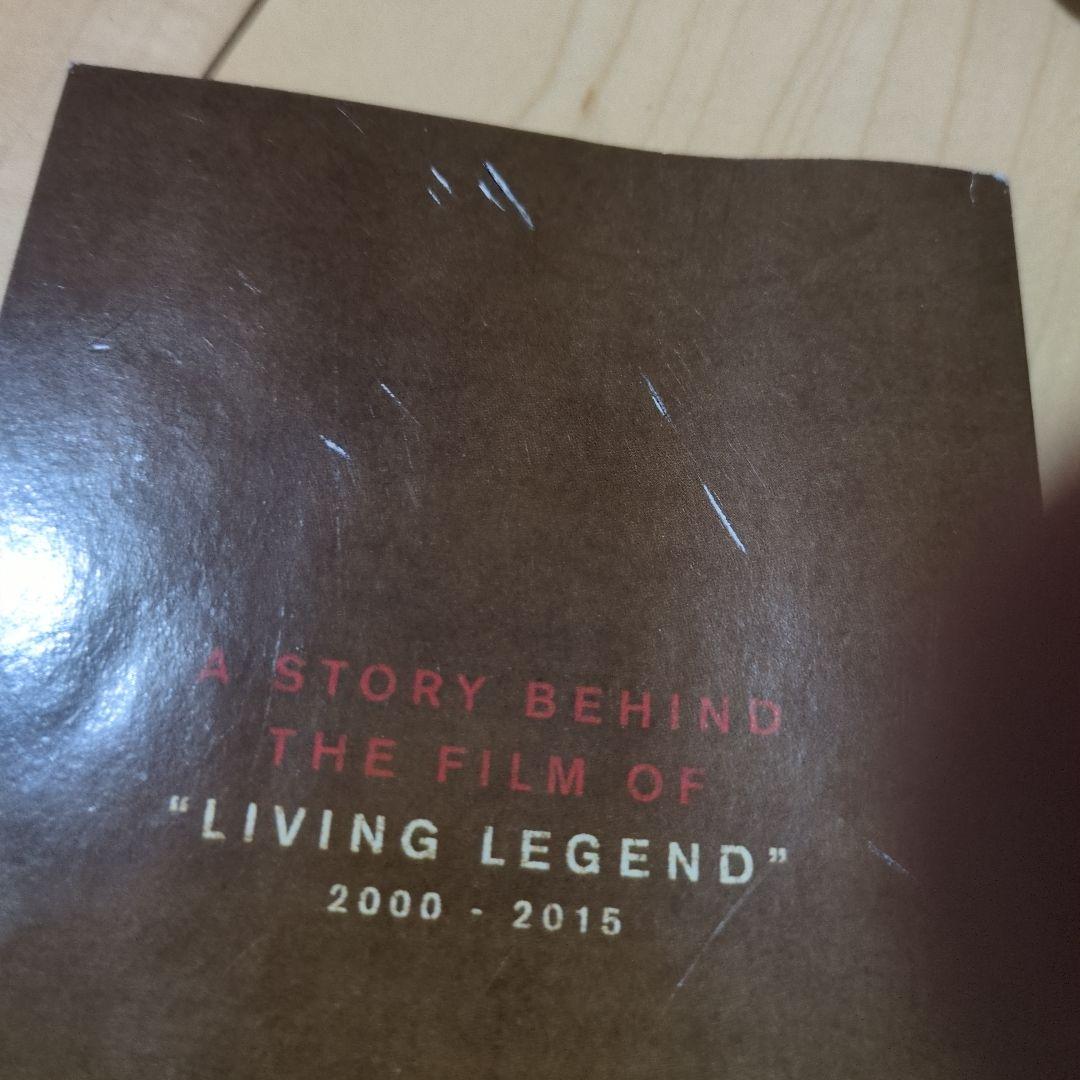 A STORY BEHIND
THE FILM OF
“LIVING LEGEND”
2000 - 2015